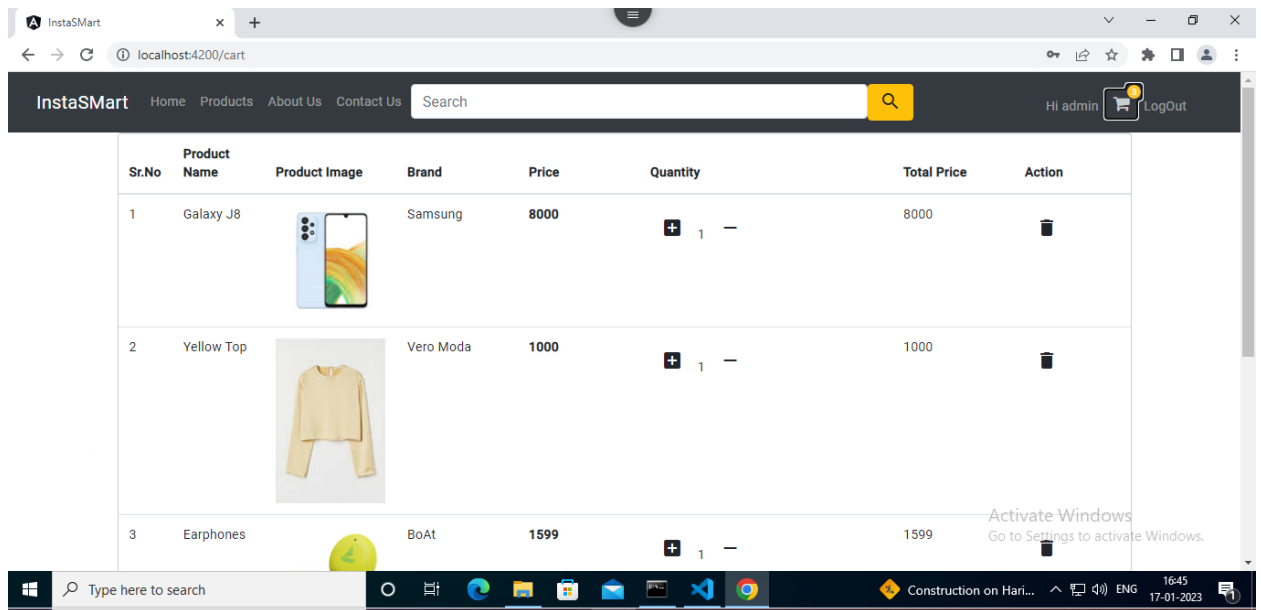 InstaSMart
localhost:4200/cart
InstaSMart Home Products About Us Contact Us Search Hi admin 3 LogOut
Sr.No Product Name Product Image Brand Price Quantity Total Price Action
1 Galaxy J8 Samsung 8000 1 8000
2 Yellow Top Vero Moda 1000 1 1000
3 Earphones BoAt 1599 1 1599
Activate Windows
Go to Settings to activate Windows.
Type here to search Construction on Hari... ENG 16:45
17-01-2023 1